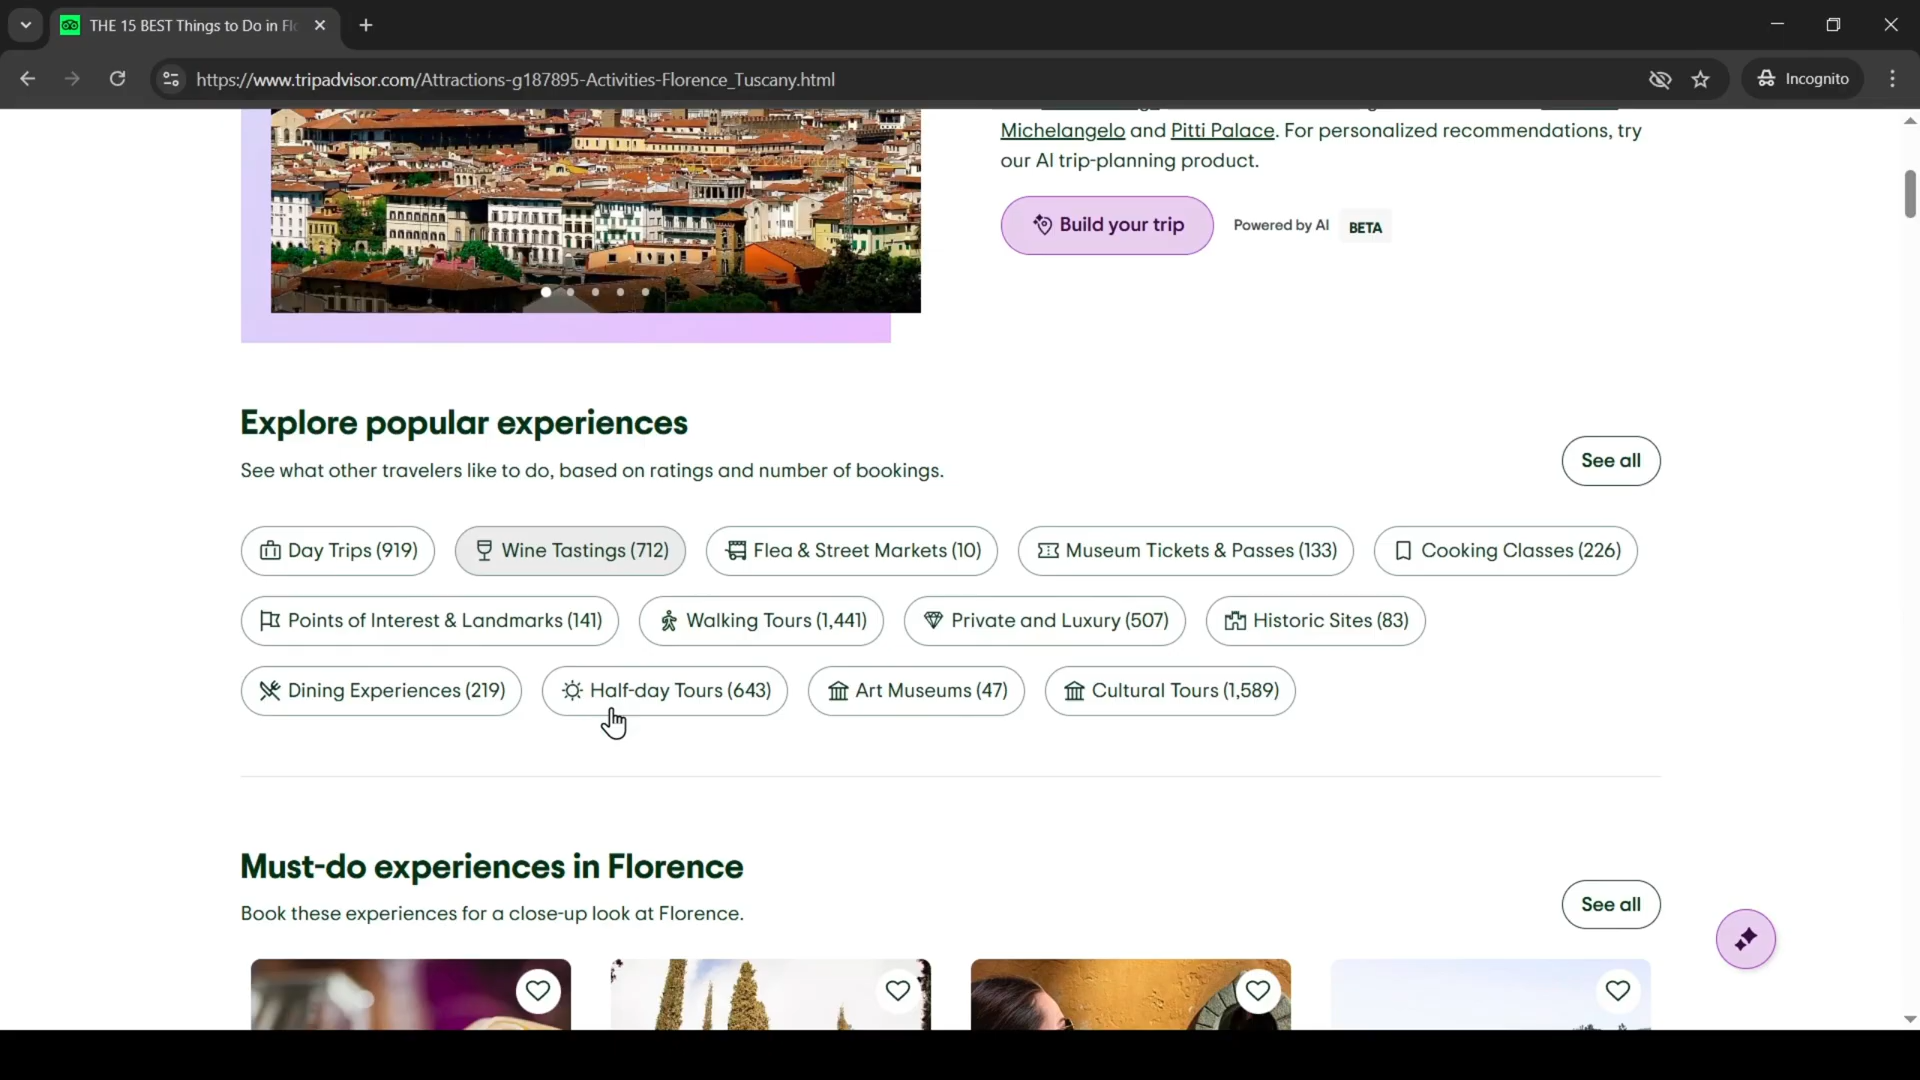 THE 15 BEST Things to Do in Fl
https://www.tripadvisor.com/Attractions-g187895-Activities-Florence_Tuscany.html
Incognito
Michelangelo and Pitti Palace. For personalized recommendations, try
our AI trip-planning product.
Build your trip
Powered by AI
BETA
Explore popular experiences
See what other travelers like to do, based on ratings and number of bookings.
See all
Day Trips (919)
Wine Tastings (712)
Flea & Street Markets (10)
Museum Tickets & Passes (133)
Cooking Classes (226)
Points of Interest & Landmarks (141)
Walking Tours (1,441)
Private and Luxury (507)
Historic Sites (83)
Dining Experiences (219)
Half-day Tours (643)
Art Museums (47)
Cultural Tours (1,589)
Must-do experiences in Florence
Book these experiences for a close-up look at Florence.
See all